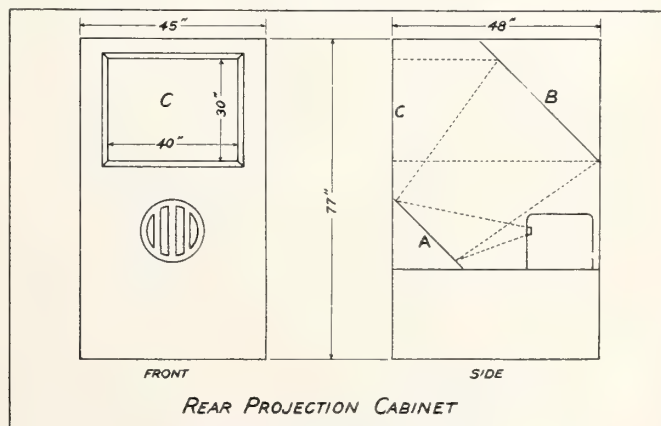 45"
48"
C
30"
40"
77"
C
B
A
FRONT
SIDE
REAR PROJECTION CABINET